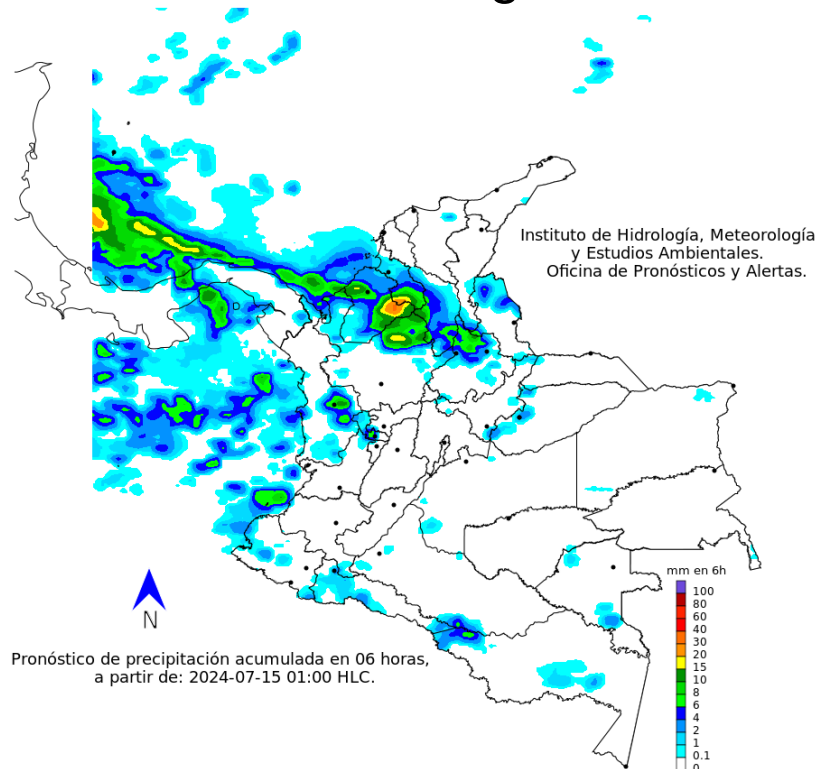 Instituto de Hidrología, Meteorología
y Estudios Ambientales.
Oficina de Pronósticos y Alertas.
mm en 6h
100
80
60
40
30
20
15
10
8
6
4
2
1
0.1
0
N
Pronóstico de precipitación acumulada en 06 horas,
a partir de: 2024-07-15 01:00 HLC.